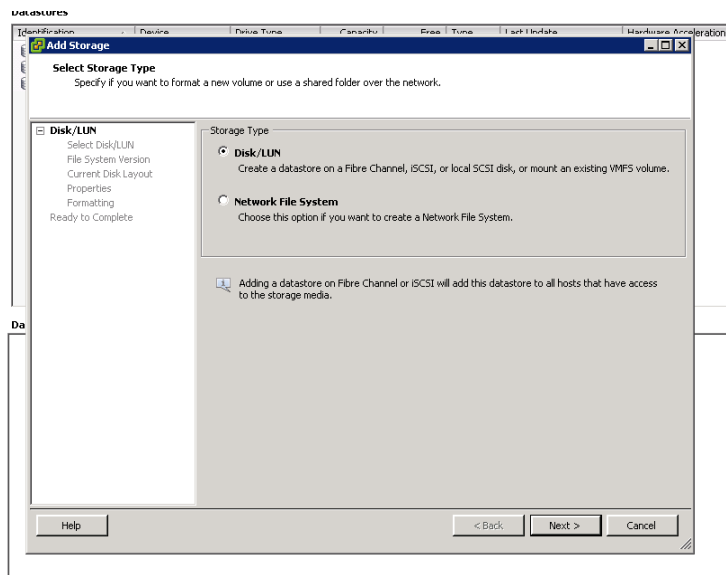 Datastores
Identification Device Drive Type Capacity Free Type Last Update Hardware Acceleration
Add Storage
Select Storage Type
Specify if you want to format a new volume or use a shared folder over the network.
Disk/LUN
Select Disk/LUN
File System Version
Current Disk Layout
Properties
Formatting
Ready to Complete
Storage Type
Disk/LUN
Create a datastore on a Fibre Channel, iSCSI, or local SCSI disk, or mount an existing VMFS volume.
Network File System
Choose this option if you want to create a Network File System.
Adding a datastore on Fibre Channel or iSCSI will add this datastore to all hosts that have access
to the storage media.
Da
Help
< Back
Next >
Cancel